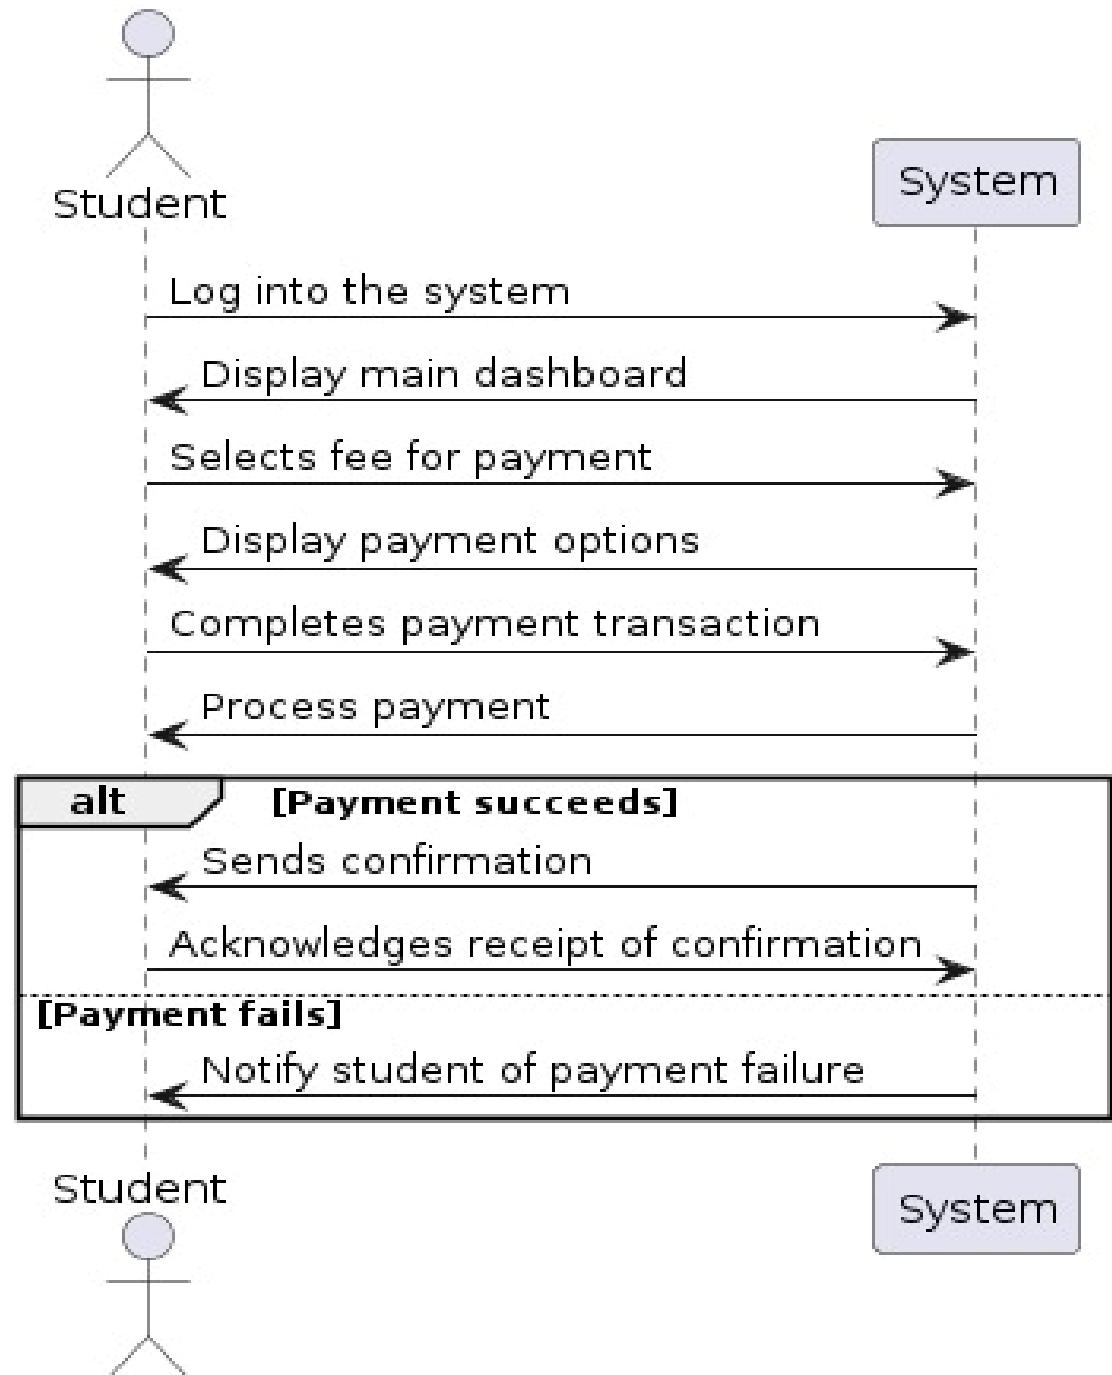 Student
System
Log into the system
Display main dashboard
Selects fee for payment
Display payment options
Completes payment transaction
Process payment
alt [Payment succeeds]
Sends confirmation
Acknowledges receipt of confirmation
[Payment fails]
Notify student of payment failure
Student
System